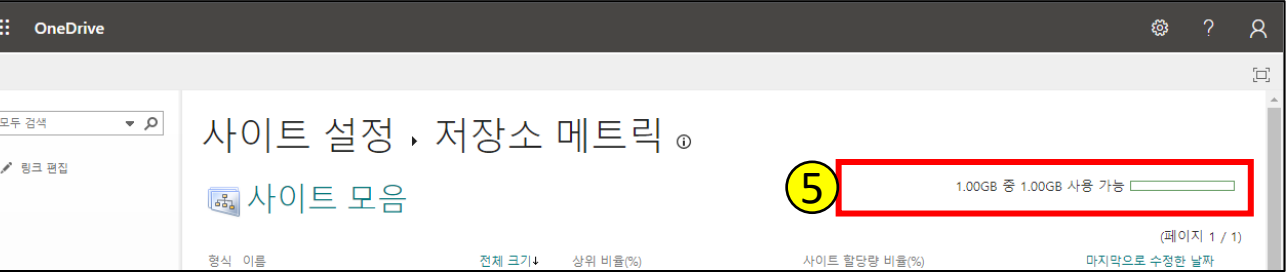 OneDrive
?
모두 검색
링크 편집
사이트 설정 › 저장소 메트릭
사이트 모음
5
1.00GB 중 1.00GB 사용 가능
(페이지 1 / 1)
형식 이름 전체 크기↓ 상위 비율(%) 사이트 할당량 비율(%) 마지막으로 수정한 날짜